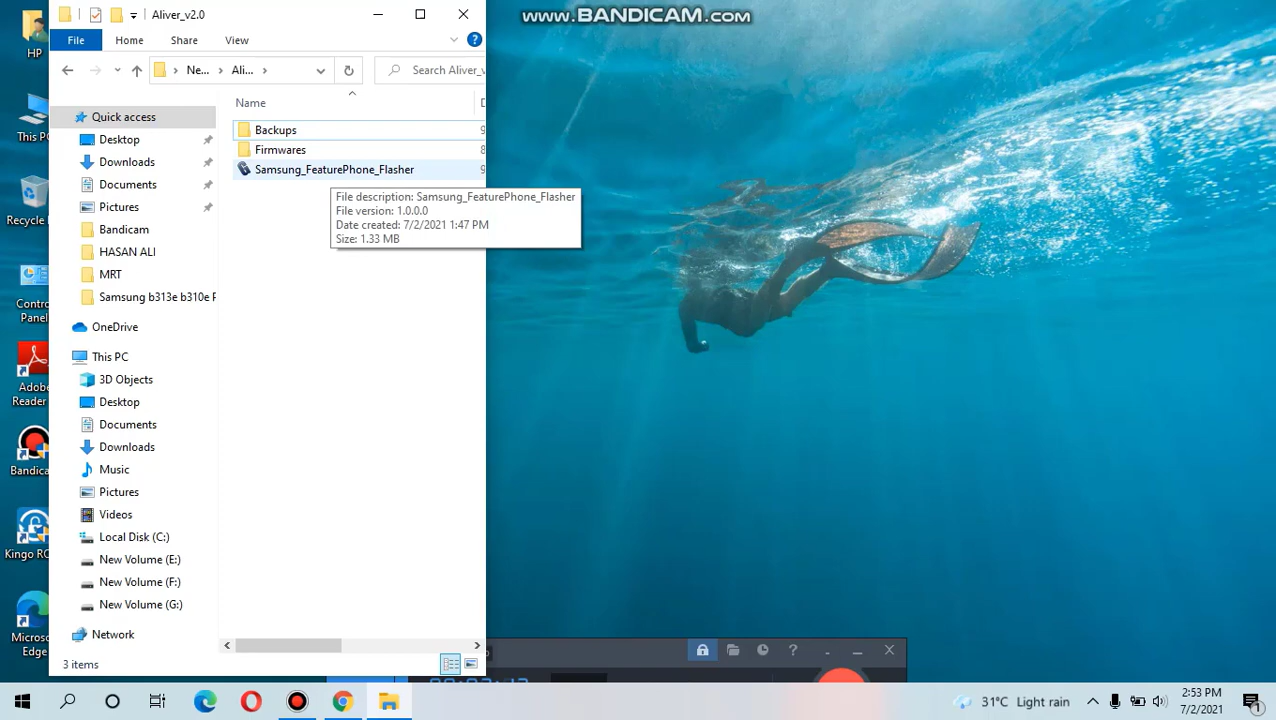 www.BANDICAM.com
Aliver_v2.0
File
Home
Share
View
Ne...
Ali...
Search Aliver_v
Name
Backups
Firmwares
Samsung_FeaturePhone_Flasher
File description: Samsung_FeaturePhone_Flasher
File version: 1.0.0.0
Date created: 7/2/2021 1:47 PM
Size: 1.33 MB
Quick access
Desktop
Downloads
Documents
Pictures
Bandicam
HASAN ALI
MRT
Samsung b313e b310e F
OneDrive
This PC
3D Objects
Desktop
Documents
Downloads
Music
Pictures
Videos
Local Disk (C:)
New Volume (E:)
New Volume (F:)
New Volume (G:)
Network
3 items
HP
This PC
Recycle
Control
Panel
Adobe
Reader
Bandic
Kingo RO
Microso
Edge
31°C Light rain
2:53 PM
7/2/2021
1